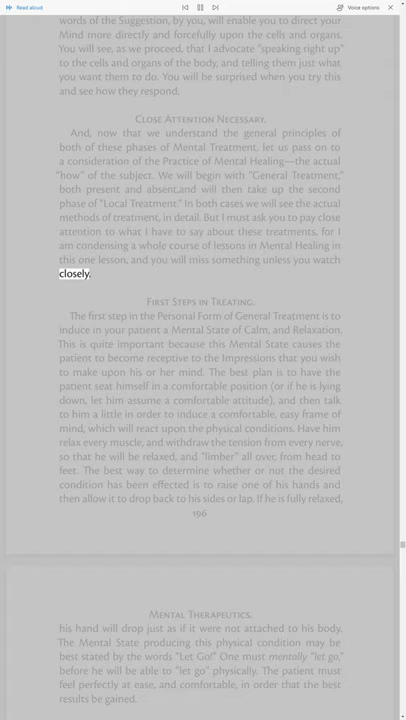 Read aloud
Voice options
words of the Suggestion, by you, will enable you to direct your
Mind more directly and forcefully upon the cells and organs.
You will see, as we proceed, that I advocate "speaking right up"
to the cells and organs of the body, and telling them just what
you want them to do. You will be surprised when you try this
and see how they respond.
Close Attention Necessary.
And, now that we understand the general principles of
both of these phases of Mental Treatment, let us pass on to
a consideration of the Practice of Mental Healing—the actual
"how" of the subject. We will begin with "General Treatment,"
both present and absent,and will then take up the second
phase of "Local Treatment." In both cases we will see the actual
methods of treatment, in detail. But I must ask you to pay close
attention to what I have to say about these treatments, for I
am condensing a whole course of lessons in Mental Healing in
this one lesson, and you will miss something unless you watch
closely.
First Steps in Treating.
The first step in the Personal Form of General Treatment is to
induce in your patient a Mental State of Calm, and Relaxation.
This is quite important because this Mental State causes the
patient to become receptive to the Impressions that you wish
to make upon his or her mind. The best plan is to have the
patient seat himself in a comfortable position (or if he is lying
down, let him assume a comfortable attitude), and then talk
to him a little in order to induce a comfortable, easy frame of
mind, which will react upon the physical conditions. Have him
relax every muscle, and withdraw the tension from every nerve,
so that he will be relaxed, and "limber" all over, from head to
feet. The best way to determine whether or not the desired
condition has been effected is to raise one of his hands and
then allow it to drop back to his sides or lap. If he is fully relaxed,
196
Mental Therapeutics.
his hand will drop just as if it were not attached to his body.
The Mental State producing this physical condition may be
best stated by the words "Let Go!" One must mentally "let go,"
before he will be able to "let go" physically. The patient must
feel perfectly at ease, and comfortable, in order that the best
results be gained.